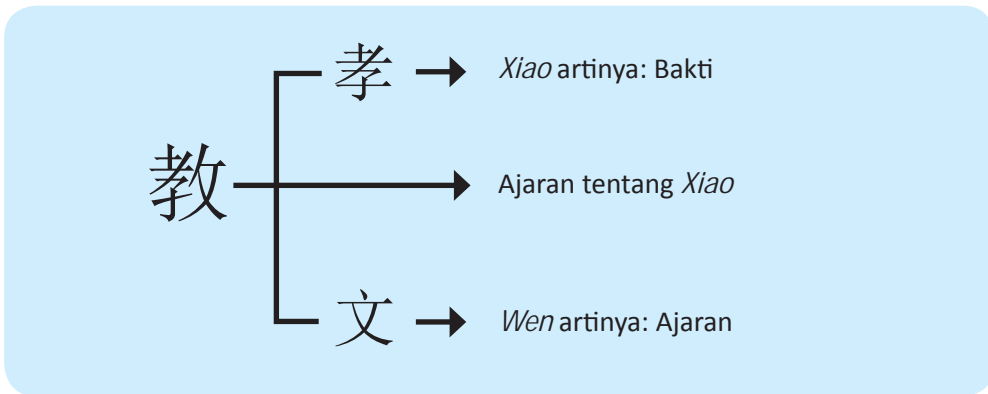 孝 Xiao artinya: Bakti
教 Ajaran tentang Xiao
文 Wen artinya: Ajaran